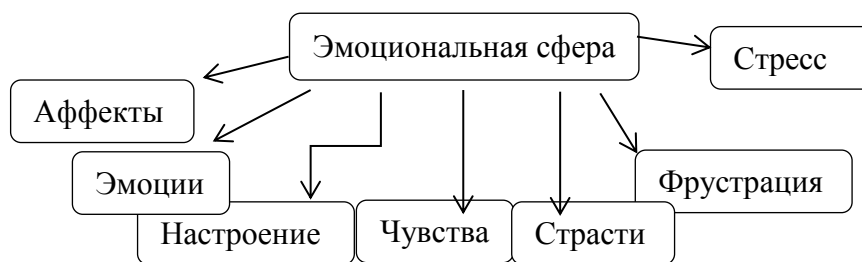 Эмоциональная сфера
Стресс
Аффекты
Эмоции
Фрустрация
Настроение
Чувства
Страсти